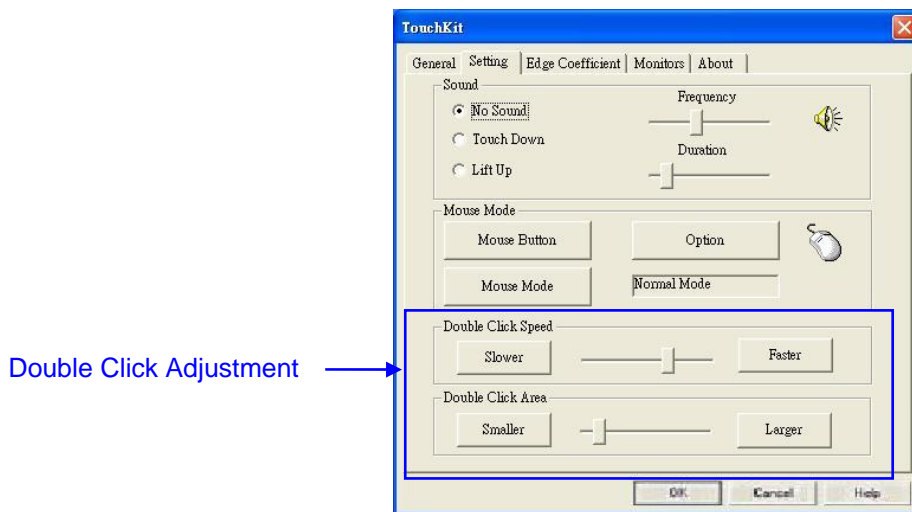 TouchKit
General Setting Edge Coefficient Monitors About
Sound
No Sound
Touch Down
Lift Up
Frequency
Duration
Mouse Mode
Mouse Button Option
Mouse Mode Normal Mode
Double Click Adjustment
Double Click Speed
Slower Faster
Double Click Area
Smaller Larger
OK Cancel Help